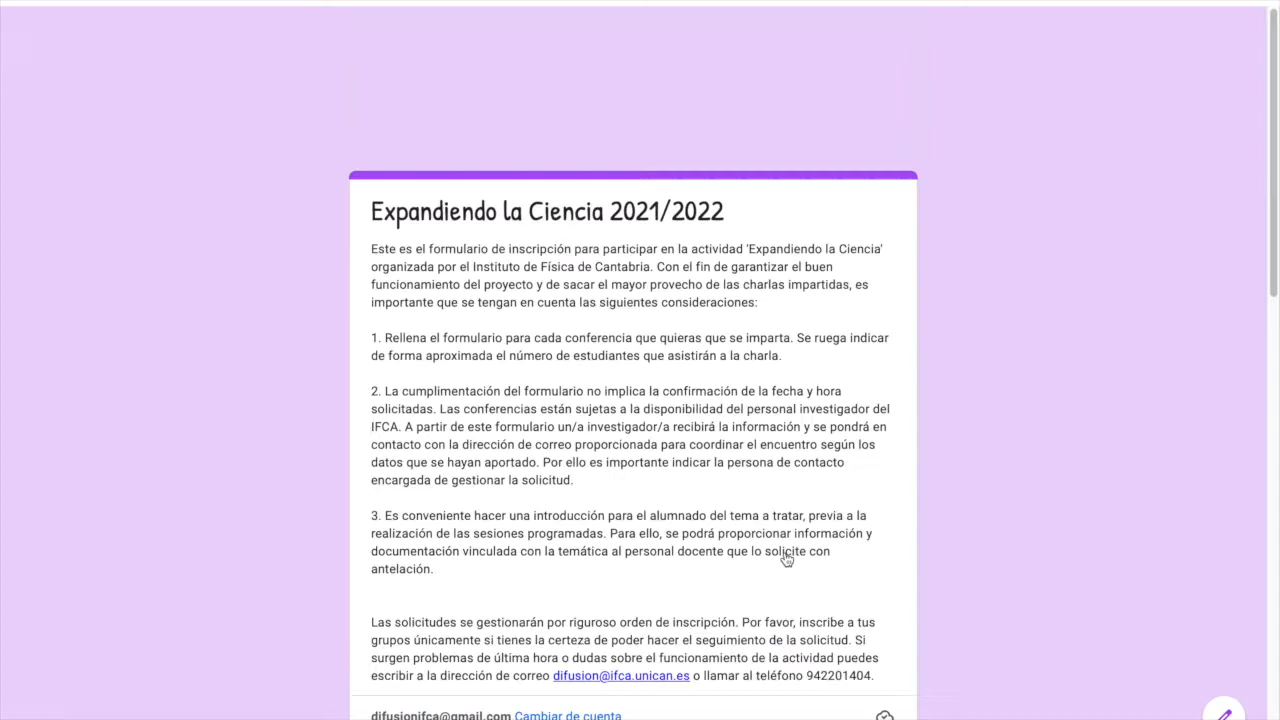 Expandiendo la Ciencia 2021/2022
Este es el formulario de inscripción para participar en la actividad 'Expandiendo la Ciencia'
organizada por el Instituto de Física de Cantabria. Con el fin de garantizar el buen
funcionamiento del proyecto y de sacar el mayor provecho de las charlas impartidas, es
importante que se tengan en cuenta las siguientes consideraciones:
1. Rellena el formulario para cada conferencia que quieras que se imparta. Se ruega indicar
de forma aproximada el número de estudiantes que asistirán a la charla.
2. La cumplimentación del formulario no implica la confirmación de la fecha y hora
solicitadas. Las conferencias están sujetas a la disponibilidad del personal investigador del
IFCA. A partir de este formulario un/a investigador/a recibirá la información y se pondrá en
contacto con la dirección de correo proporcionada para coordinar el encuentro según los
datos que se hayan aportado. Por ello es importante indicar la persona de contacto
encargada de gestionar la solicitud.
3. Es conveniente hacer una introducción para el alumnado del tema a tratar, previa a la
realización de las sesiones programadas. Para ello, se podrá proporcionar información y
documentación vinculada con la temática al personal docente que lo solicite con
antelación.
Las solicitudes se gestionarán por riguroso orden de inscripción. Por favor, inscribe a tus
grupos únicamente si tienes la certeza de poder hacer el seguimiento de la solicitud. Si
surgen problemas de última hora o dudas sobre el funcionamiento de la actividad puedes
escribir a la dirección de correo difusion@ifca.unican.es o llamar al teléfono 942201404.
difusionifca@gmail.com Cambiar de cuenta